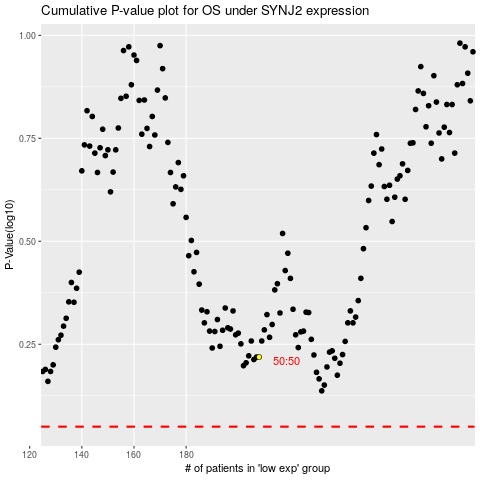 Cumulative P-value plot for OS under SYNJ2 expression
1.00
0.75
0.50
0.25
P-Value(log10)
50:50
120 140 160 180
# of patients in 'low exp' group